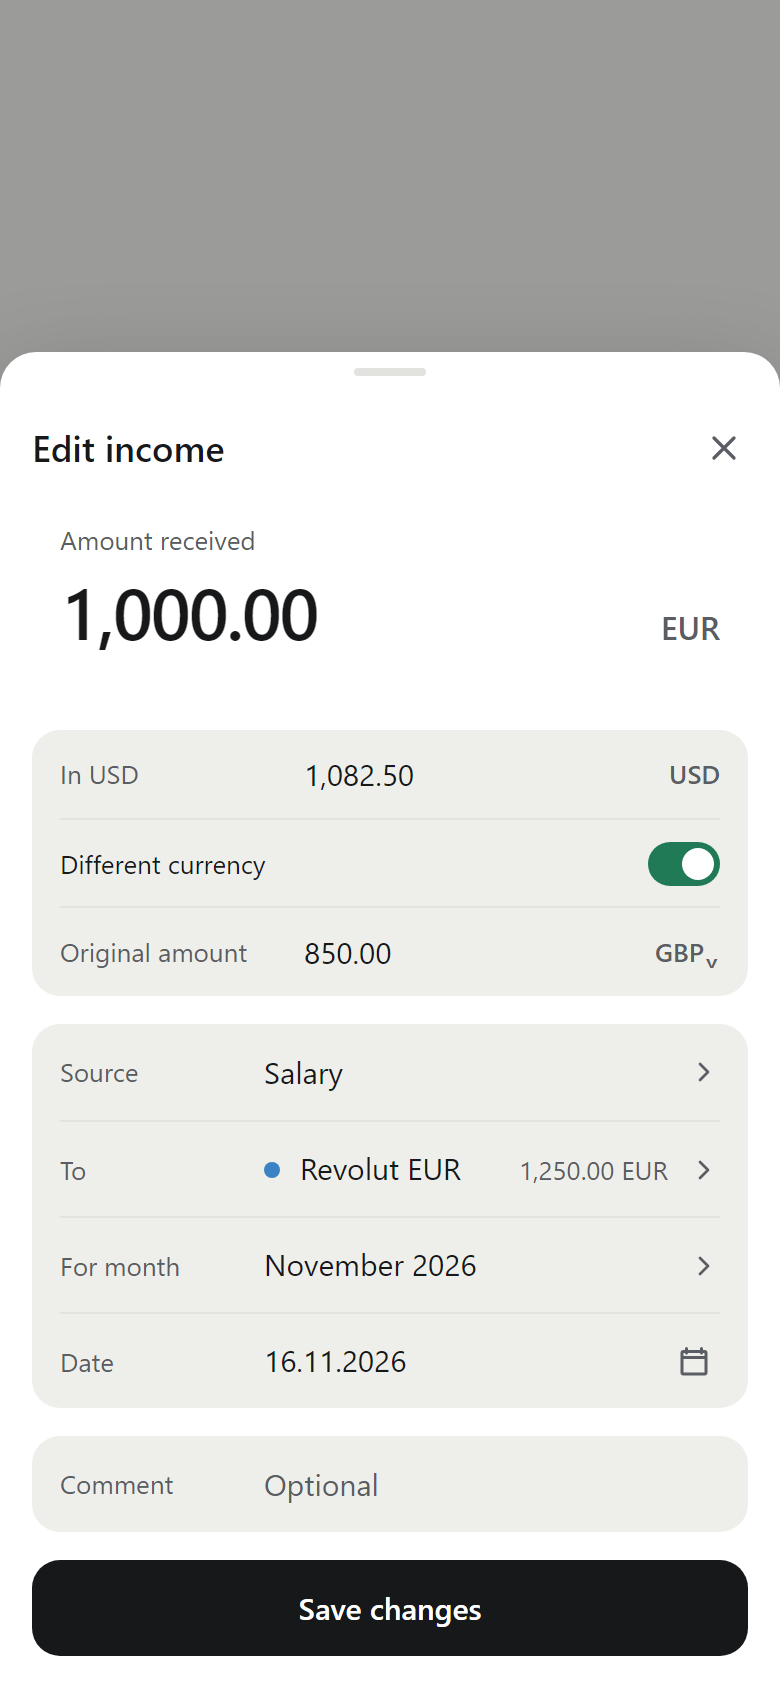 Edit income
Amount received
1,000.00 EUR
In USD 1,082.50 USD
Different currency
Original amount 850.00 GBP
Source Salary
To Revolut EUR 1,250.00 EUR
For month November 2026
Date 16.11.2026
Comment Optional
Save changes